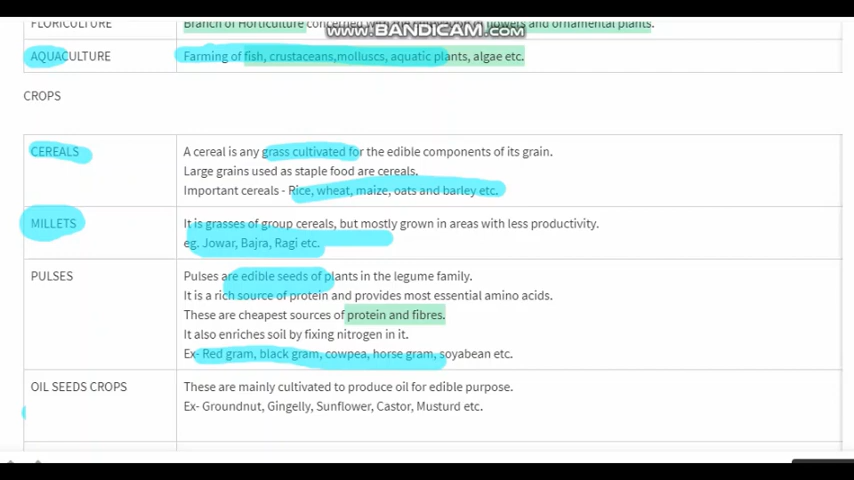 FLORICULTURE
Branch of Horticulture concerned with the flowers and ornamental plants.
www.BANDICAM.com
AQUACULTURE
Farming of fish, crustaceans,molluscs, aquatic plants, algae etc.
CROPS
CEREALS
A cereal is any grass cultivated for the edible components of its grain.
Large grains used as staple food are cereals.
Important cereals - Rice, wheat, maize, oats and barley etc.
MILLETS
It is grasses of group cereals, but mostly grown in areas with less productivity.
eg. Jowar, Bajra, Ragi etc.
PULSES
Pulses are edible seeds of plants in the legume family.
It is a rich source of protein and provides most essential amino acids.
These are cheapest sources of protein and fibres.
It also enriches soil by fixing nitrogen in it.
Ex- Red gram, black gram, cowpea, horse gram, soyabean etc.
OIL SEEDS CROPS
These are mainly cultivated to produce oil for edible purpose.
Ex- Groundnut, Gingelly, Sunflower, Castor, Musturd etc.